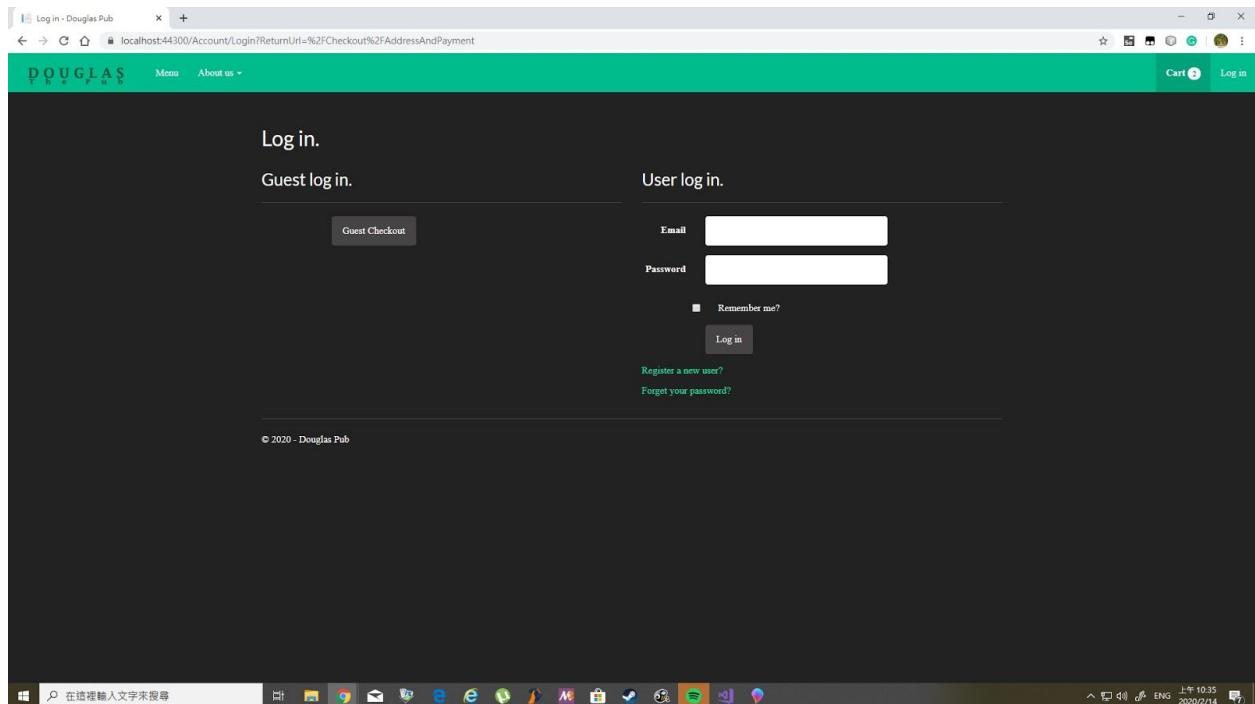 Log in - Douglas Pub
localhost:44300/Account/Login?ReturnUrl=%2FCheckout%2FAddressAndPayment
DOUGLAS
The Pub
Menu
About us
Cart 2
Log in
Log in.
Guest log in.
Guest Checkout
User log in.
Email
Password
Remember me?
Log in
Register a new user?
Forget your password?
© 2020 - Douglas Pub
在這裡輸入文字來搜尋
ENG
上午 10:35
2020/2/14